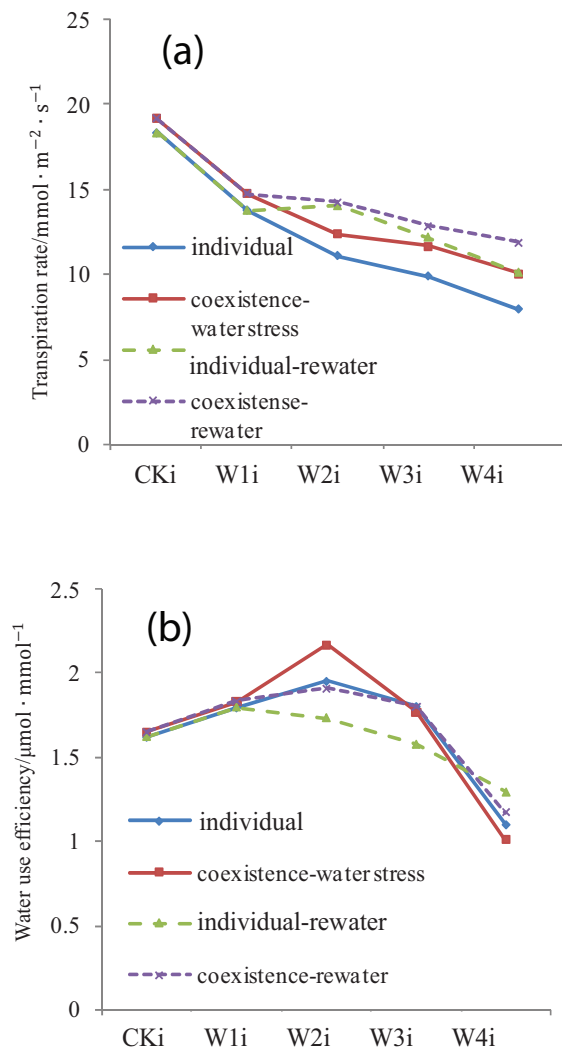 25
(a)
20
15
10
5
0
Transpiration rate/mmol · m⁻² · s⁻¹
individual
coexistence-
water stress
individual-rewater
coexistense-
rewater
CKi W1i W2i W3i W4i
2.5
(b)
2
1.5
1
0.5
0
Water use efficiency/μmol · mmol⁻¹
individual
coexistence-water stress
individual-rewater
coexistence-rewater
CKi W1i W2i W3i W4i